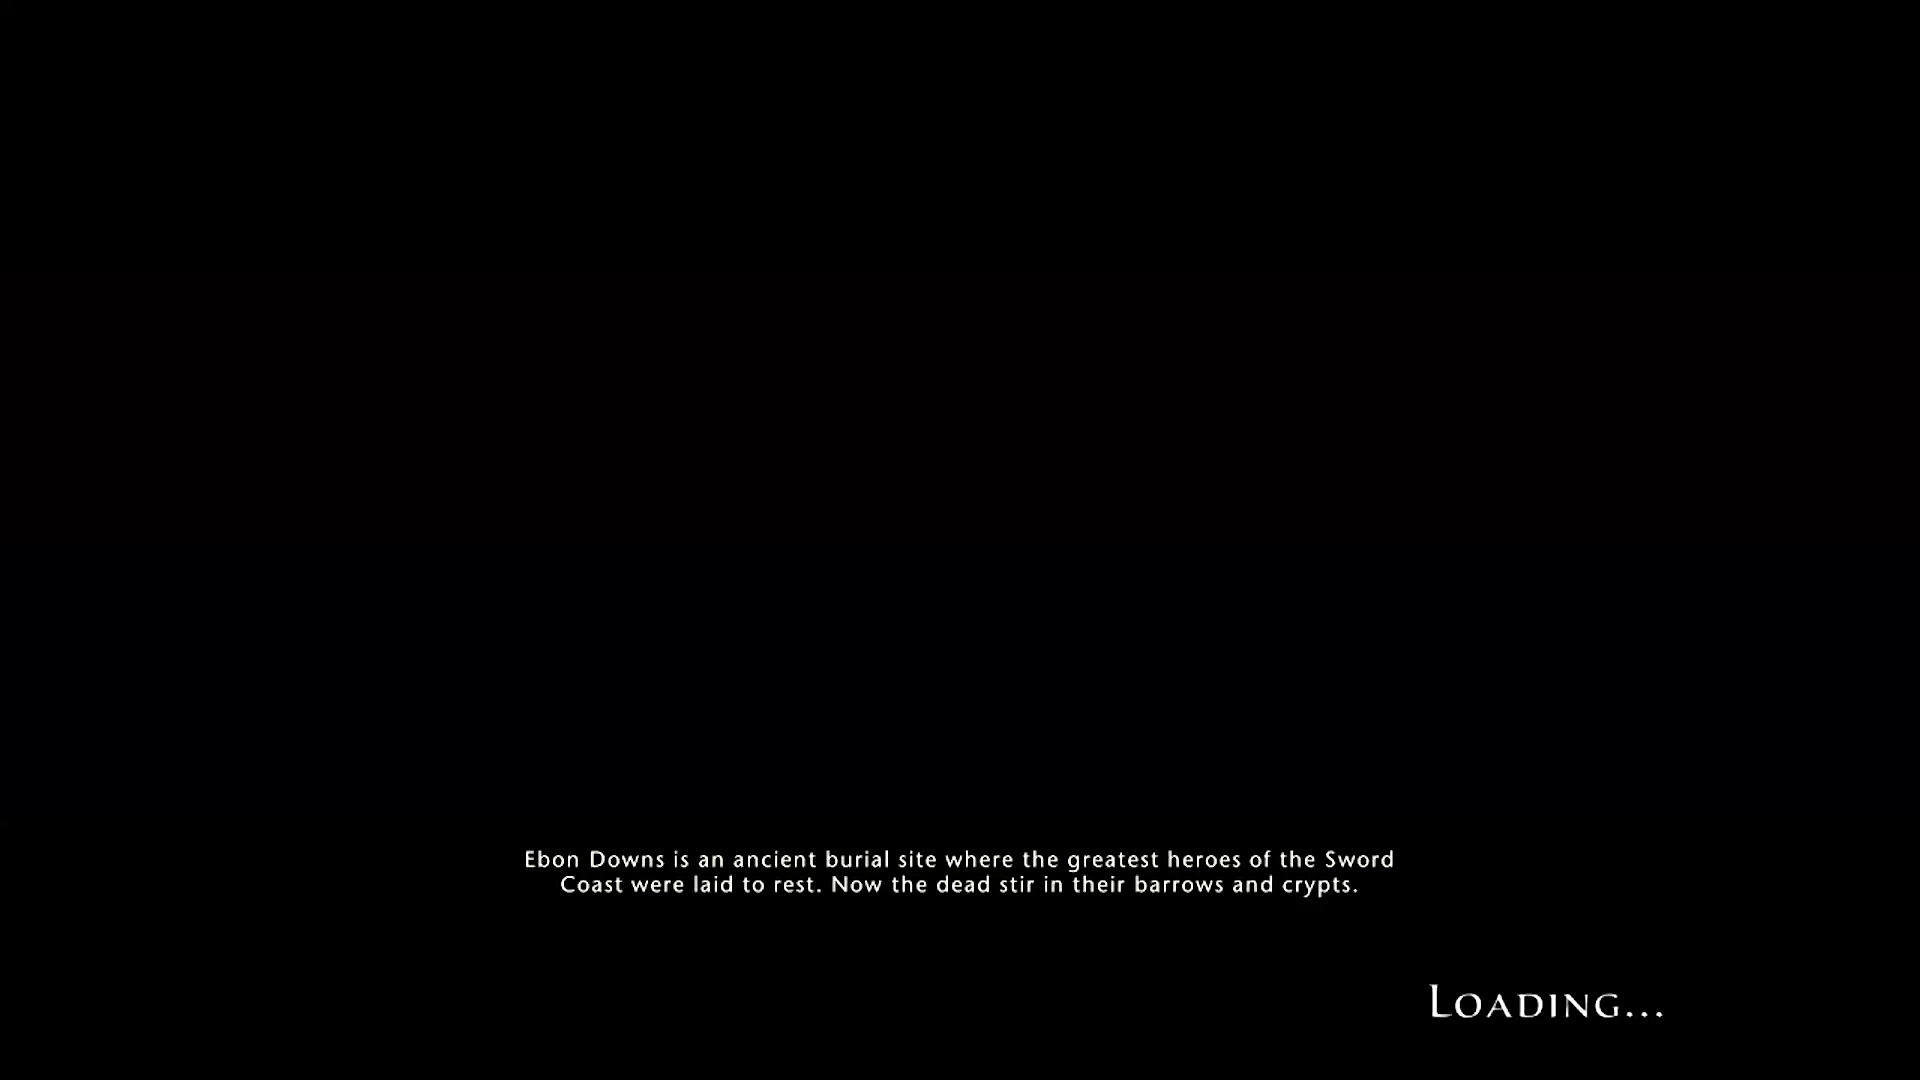 Ebon Downs is an ancient burial site where the greatest heroes of the Sword
Coast were laid to rest. Now the dead stir in their barrows and crypts.
LOADING...